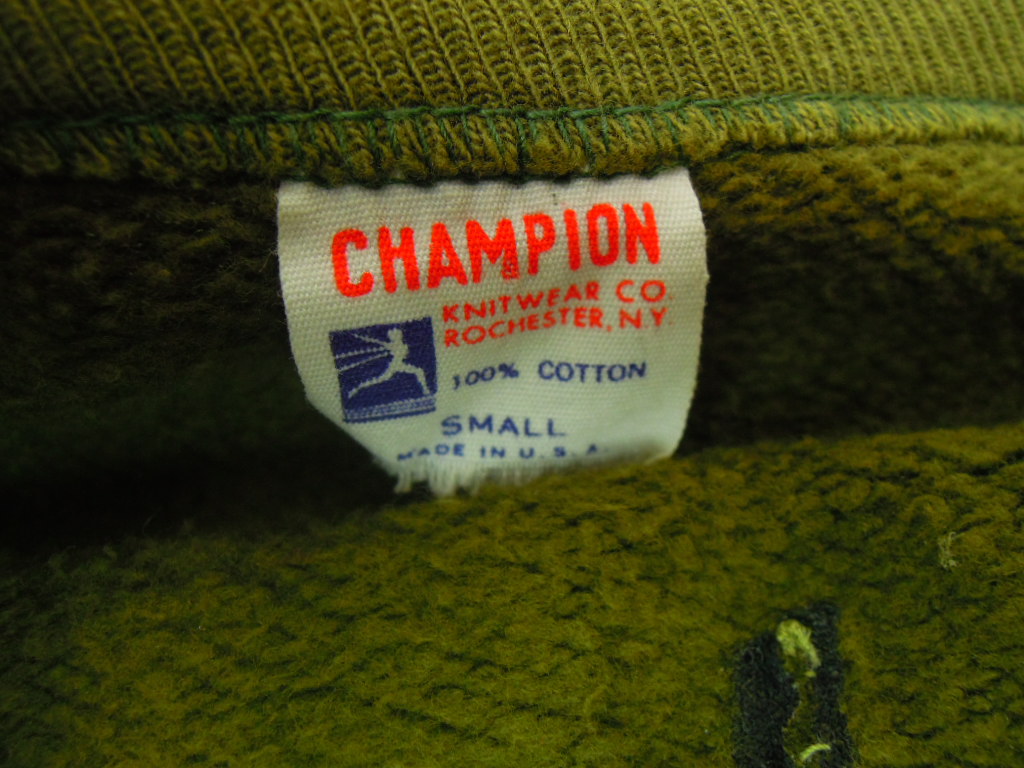 CHAMPION
KNITWEAR CO.
ROCHESTER, N.Y.
100% COTTON
SMALL
MADE IN U.S.A.